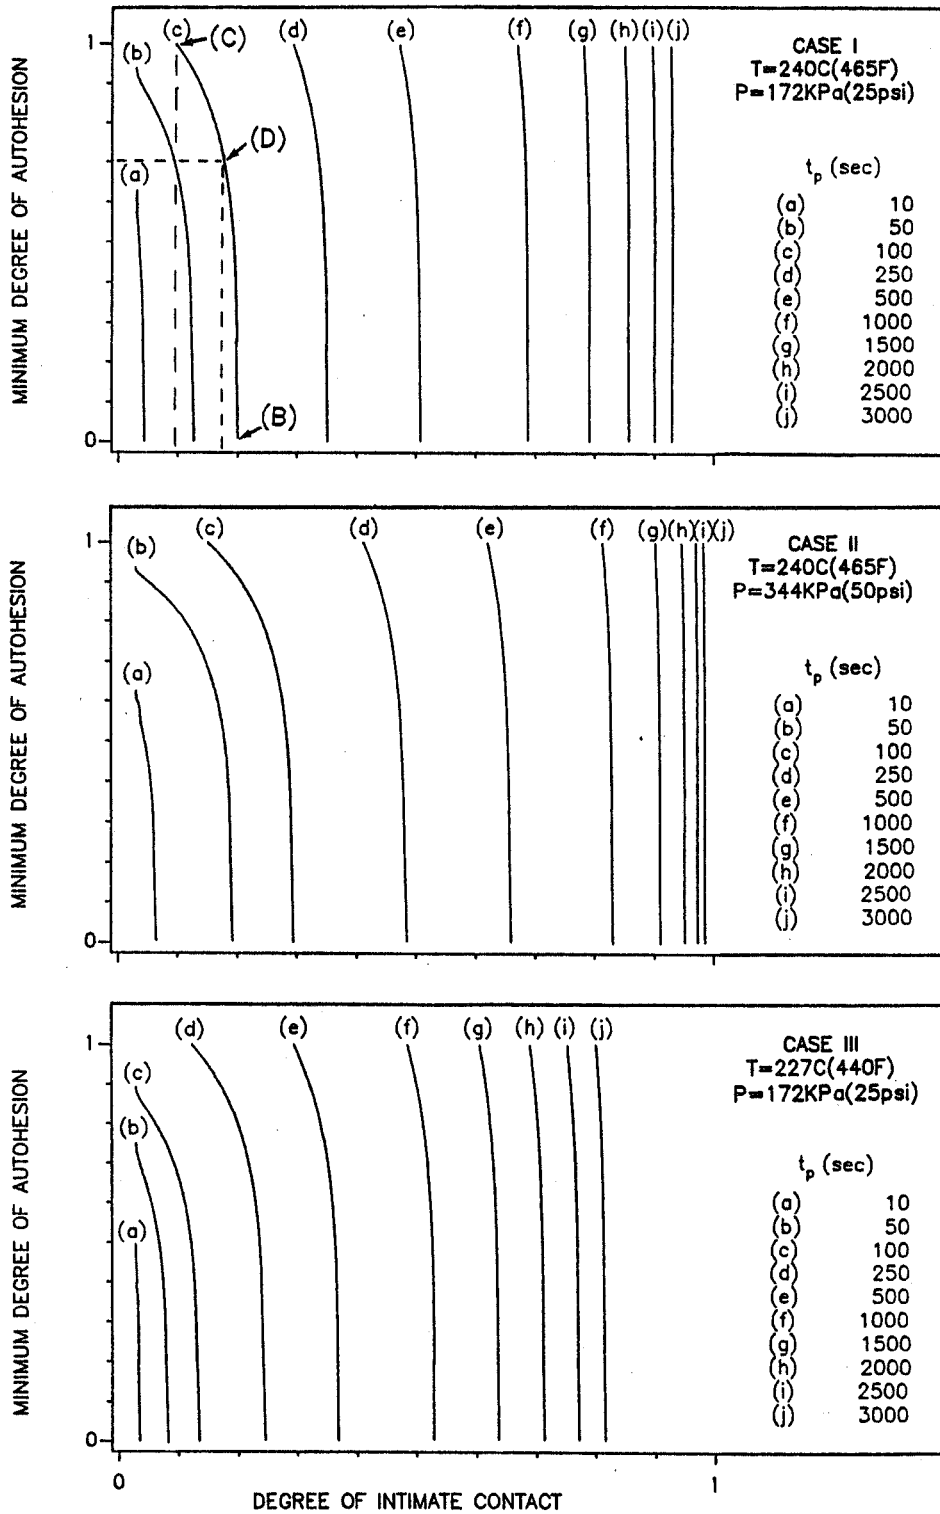 MINIMUM DEGREE OF AUTOHESION
1
0
(a)
(b)
(c)
(C)
(d)
(e)
(f)
(g)
(h)
(i)
(j)
(D)
(B)
CASE I
T=240C(465F)
P=172KPa(25psi)
tp (sec)
(a) 10
(b) 50
(c) 100
(d) 250
(e) 500
(f) 1000
(g) 1500
(h) 2000
(i) 2500
(j) 3000
MINIMUM DEGREE OF AUTOHESION
1
0
(a)
(b)
(c)
(d)
(e)
(f)
(g)
(h)
(i)
(j)
CASE II
T=240C(465F)
P=344KPa(50psi)
tp (sec)
(a) 10
(b) 50
(c) 100
(d) 250
(e) 500
(f) 1000
(g) 1500
(h) 2000
(i) 2500
(j) 3000
MINIMUM DEGREE OF AUTOHESION
1
0
(a)
(b)
(c)
(d)
(e)
(f)
(g)
(h)
(i)
(j)
CASE III
T=227C(440F)
P=172KPa(25psi)
tp (sec)
(a) 10
(b) 50
(c) 100
(d) 250
(e) 500
(f) 1000
(g) 1500
(h) 2000
(i) 2500
(j) 3000
0
1
DEGREE OF INTIMATE CONTACT